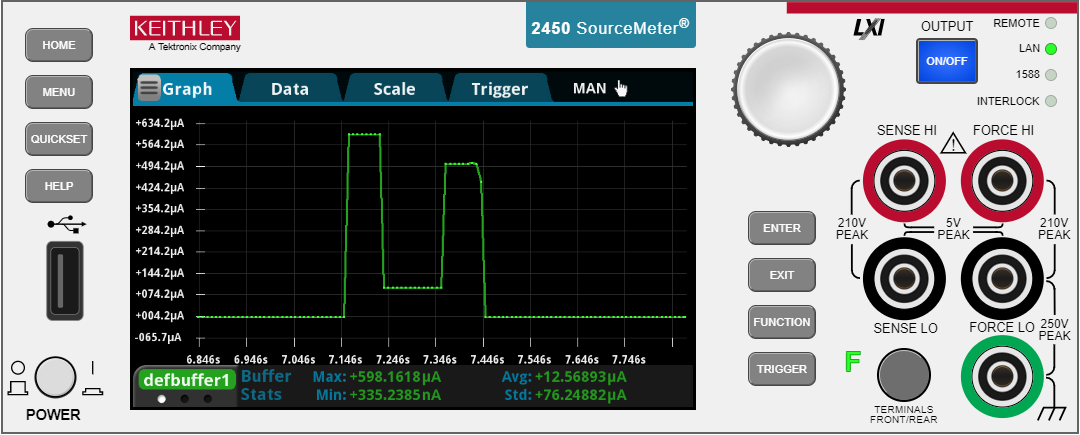 KEITHLEY
A Tektronix Company
2450 SourceMeter®
LXI
OUTPUT
ON/OFF
REMOTE
LAN
1588
INTERLOCK
HOME
MENU
QUICKSET
HELP
Graph
Data
Scale
Trigger
MAN
+634.2µA
+564.2µA
+494.2µA
+424.2µA
+354.2µA
+284.2µA
+214.2µA
+144.2µA
+074.2µA
+004.2µA
-065.7µA
6.846s 6.946s 7.046s 7.146s 7.246s 7.346s 7.446s 7.546s 7.646s 7.746s
defbuffer1
Buffer Stats
Max: +598.1618µA
Avg: +12.56893µA
Min: +335.2385nA
Std: +76.24882µA
ENTER
EXIT
FUNCTION
TRIGGER
SENSE HI
FORCE HI
210V PEAK
5V PEAK
210V PEAK
SENSE LO
FORCE LO
250V PEAK
F
TERMINALS
FRONT/REAR
POWER